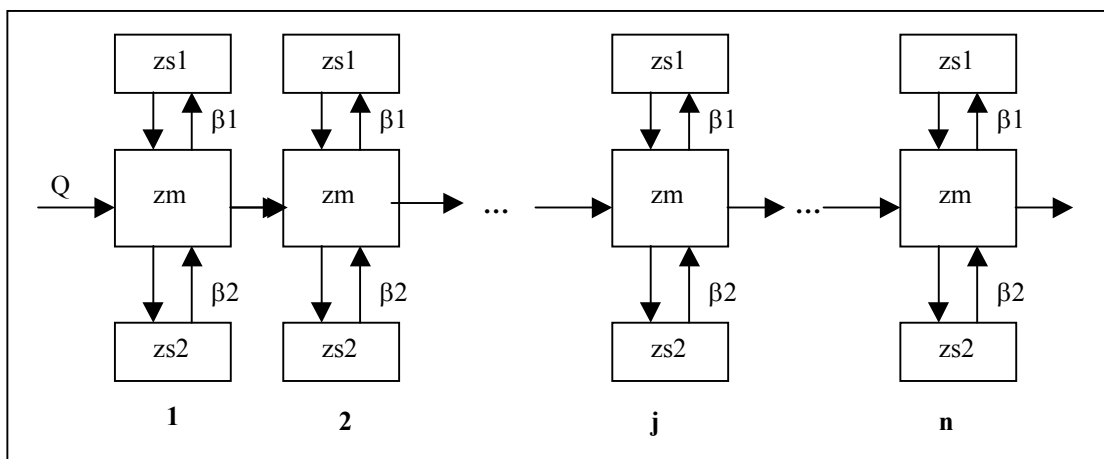 zs1 zs1 zs1 zs1
β1 β1 β1 β1
Q zm zm ... zm ... zm
β2 β2 β2 β2
zs2 zs2 zs2 zs2
1 2 j n